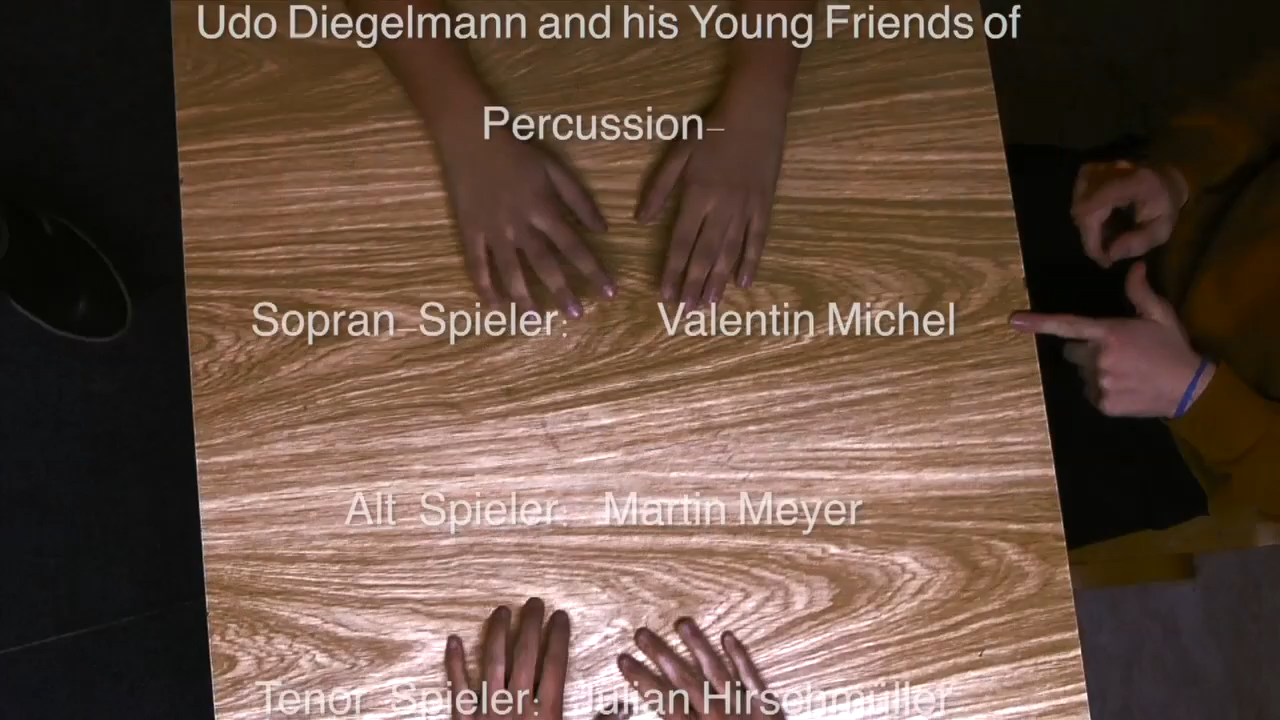 Udo Diegelmann and his Young Friends of
Percussion–
Sopran Spieler: Valentin Michel
Alt Spieler: Martin Meyer
Tenor Spieler: Julian Hirschmüller